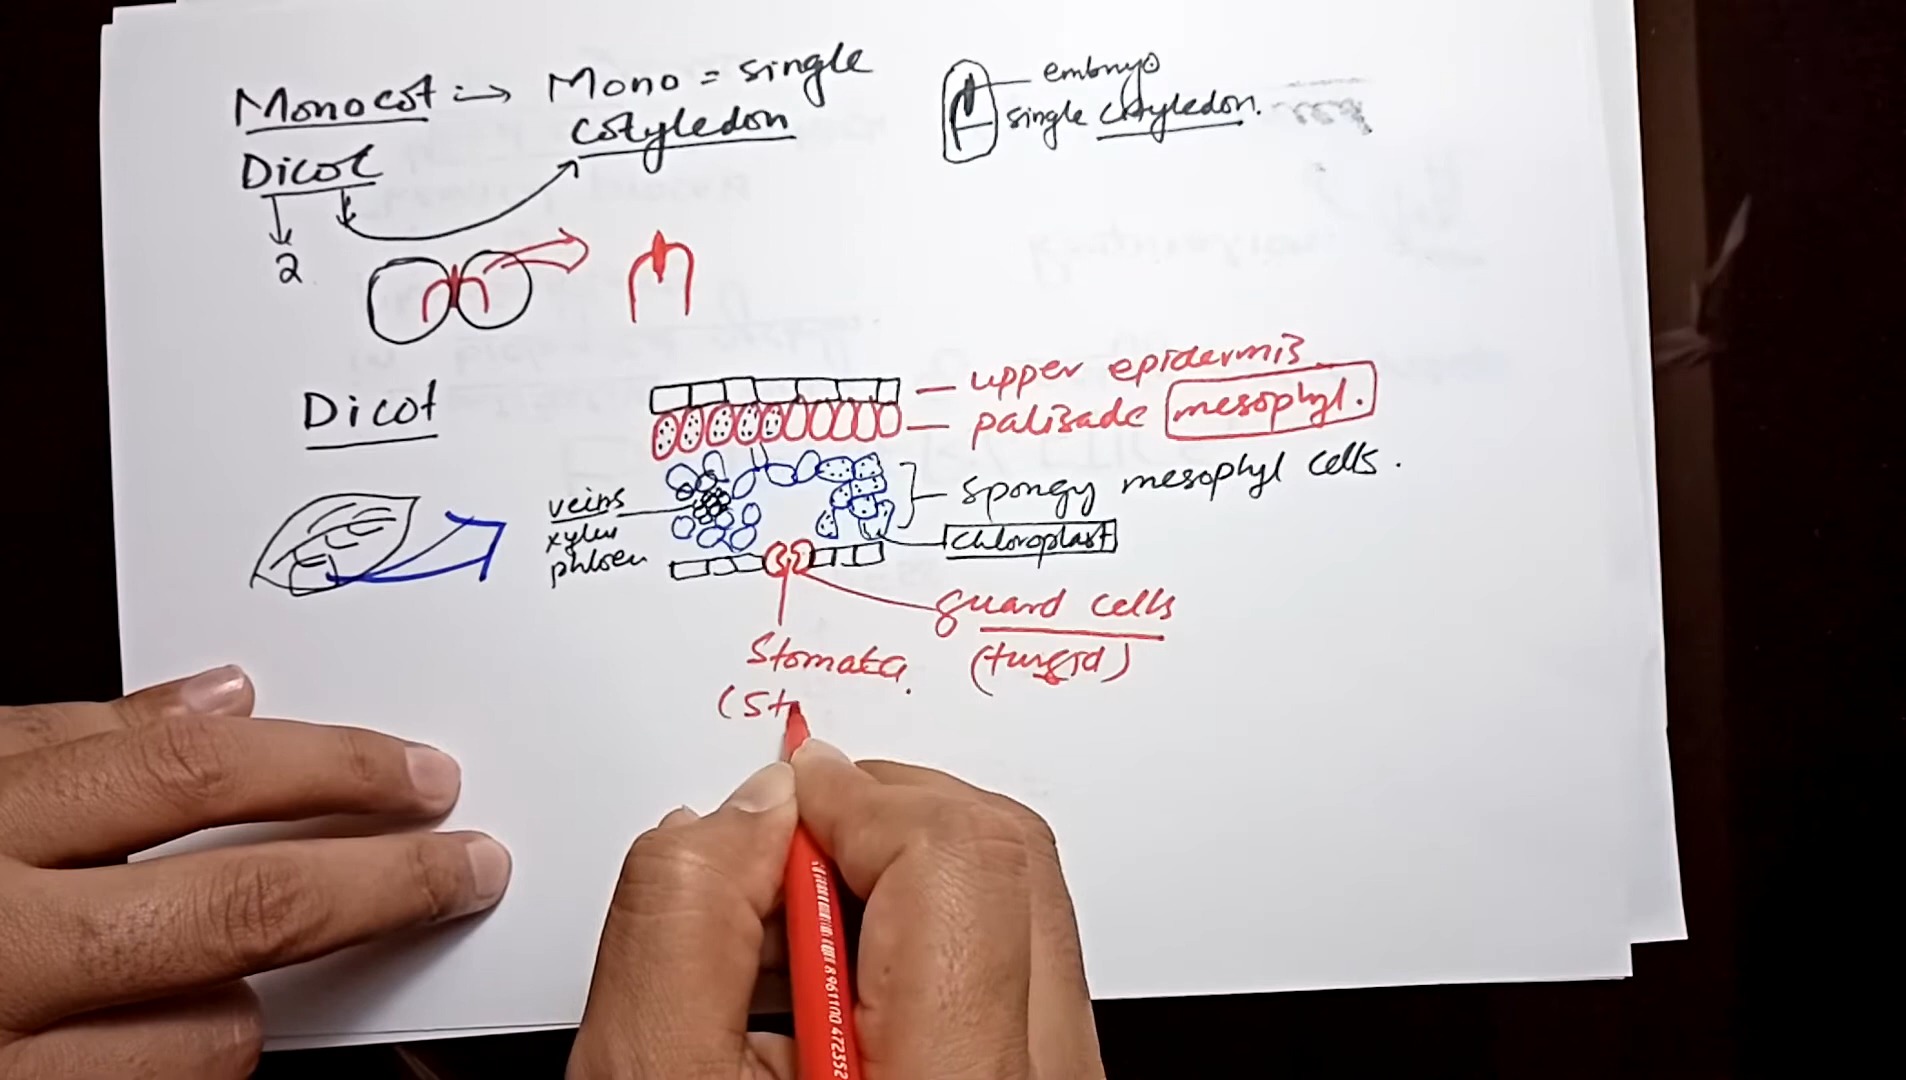 Monocot :→ Mono = single
cotyledon
Dicot
2
embryo
single cotyledon.
Dicot
upper epidermis
palisade mesophyl.
spongy mesophyl cells.
chloroplast
veins
xylem
phloem
guard cells
(turgid)
Stomata.
(St
8961100472352